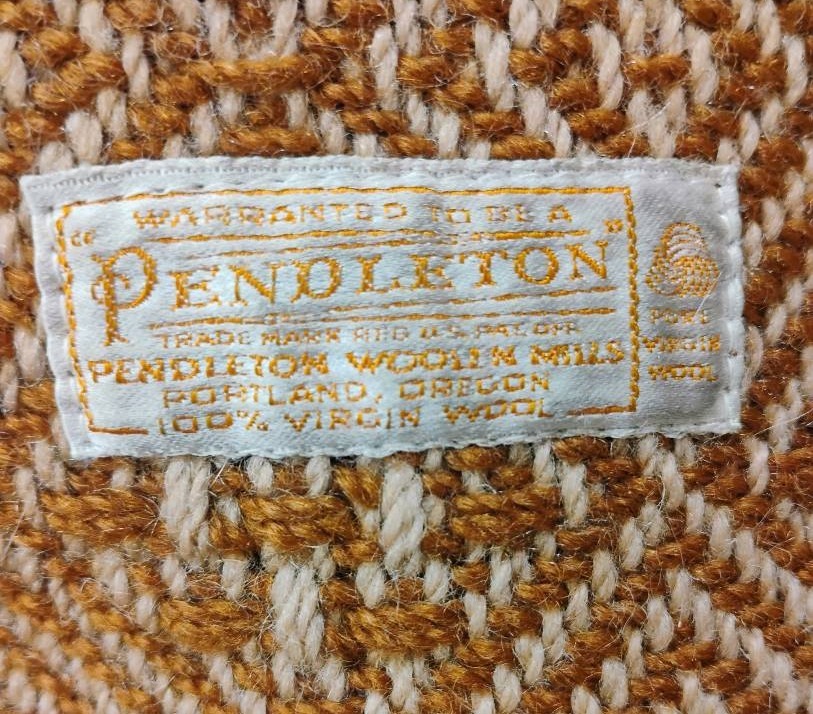 WARRANTED TO BE A
"PENDLETON"
TRADE MARK REG U.S. PAT. OFF.
PENDLETON WOOLEN MILLS
PORTLAND, OREGON
100% VIRGIN WOOL
PURE
VIRGIN
WOOL